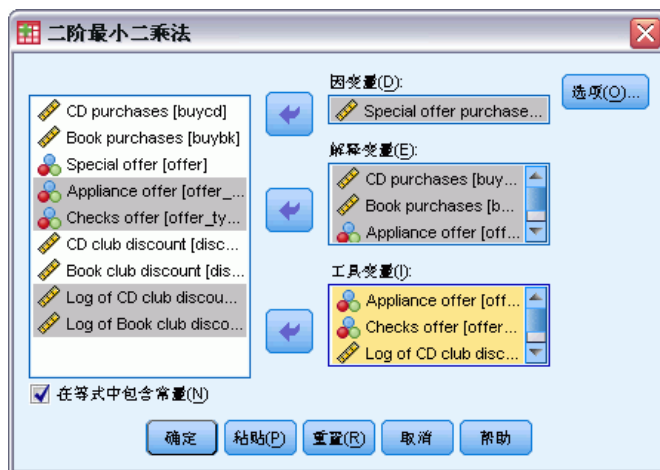 二阶最小二乘法
CD purchases [buycd]
Book purchases [buybk]
Special offer [offer]
Appliance offer [offer_...
Checks offer [offer_ty...
CD club discount [disc...
Book club discount [dis...
Log of CD club discou...
Log of Book club disco...
因变量(D):
Special offer purchase...
选项(O)...
解释变量(E):
CD purchases [buy...
Book purchases [b...
Appliance offer [off...
工具变量(I):
Appliance offer [off...
Checks offer [offer...
Log of CD club disc...
在等式中包含常量(N)
确定
粘贴(P)
重置(R)
取消
帮助